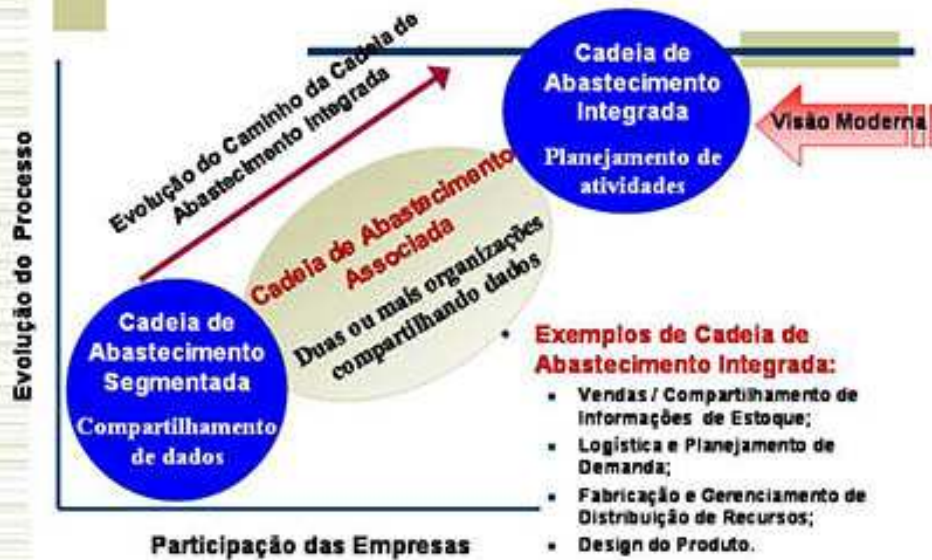 Evolução do Processo
Evolução do Caminho da Cadeia de
Abastecimento Integrada
Cadeia de
Abastecimento
Integrada
Planejamento de
atividades
Visão Moderna
Cadeia de Abastecimento
Associada
Duas ou mais organizações
compartilhando dados
Cadeia de
Abastecimento
Segmentada
Compartilhamento
de dados
• Exemplos de Cadeia de
Abastecimento Integrada:
▪ Vendas / Compartilhamento de
Informações de Estoque;
▪ Logística e Planejamento de
Demanda;
▪ Fabricação e Gerenciamento de
Distribuição de Recursos;
▪ Design do Produto.
Participação das Empresas